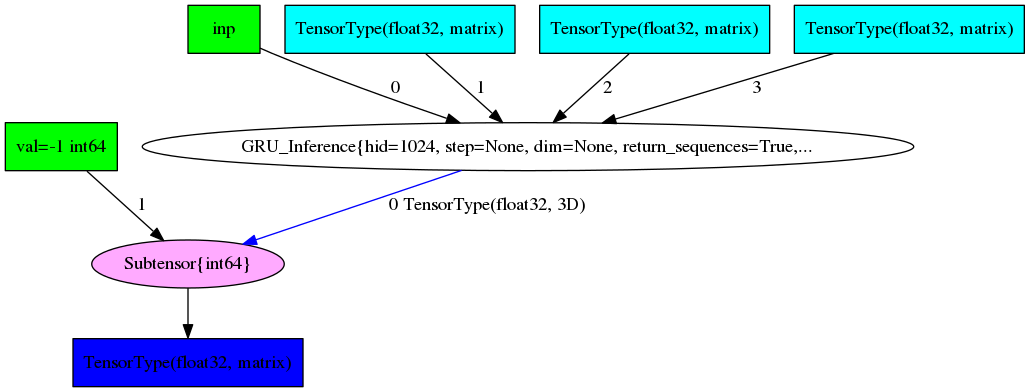 inp
TensorType(float32, matrix)
TensorType(float32, matrix)
TensorType(float32, matrix)
0
1
2
3
val=-1 int64
GRU_Inference{hid=1024, step=None, dim=None, return_sequences=True,...
1
0 TensorType(float32, 3D)
Subtensor{int64}
TensorType(float32, matrix)